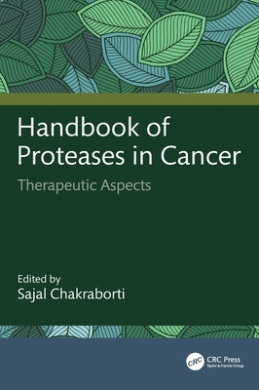 Handbook of
Proteases in Cancer
Therapeutic Aspects
Edited by
Sajal Chakraborti
CRC
CRC Press
Taylor & Francis Group